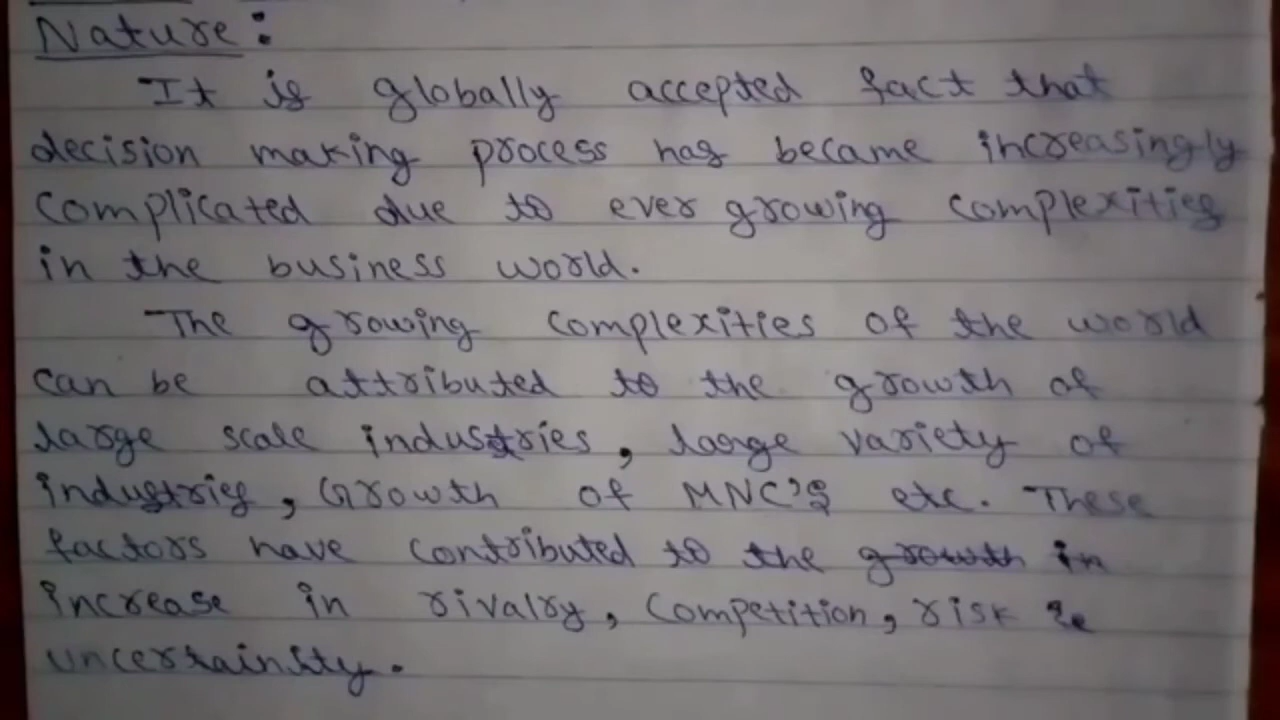 Nature:
It is globally accepted fact that
decision making process has became increasingly
complicated due to ever growing complexities
in the business world.
The growing complexities of the world
can be attributed to the growth of
large scale industries, large variety of
industries, Growth of MNC's etc. These
factors have contributed to the growth in
increase in rivalry, Competition, risk &
uncertainity.